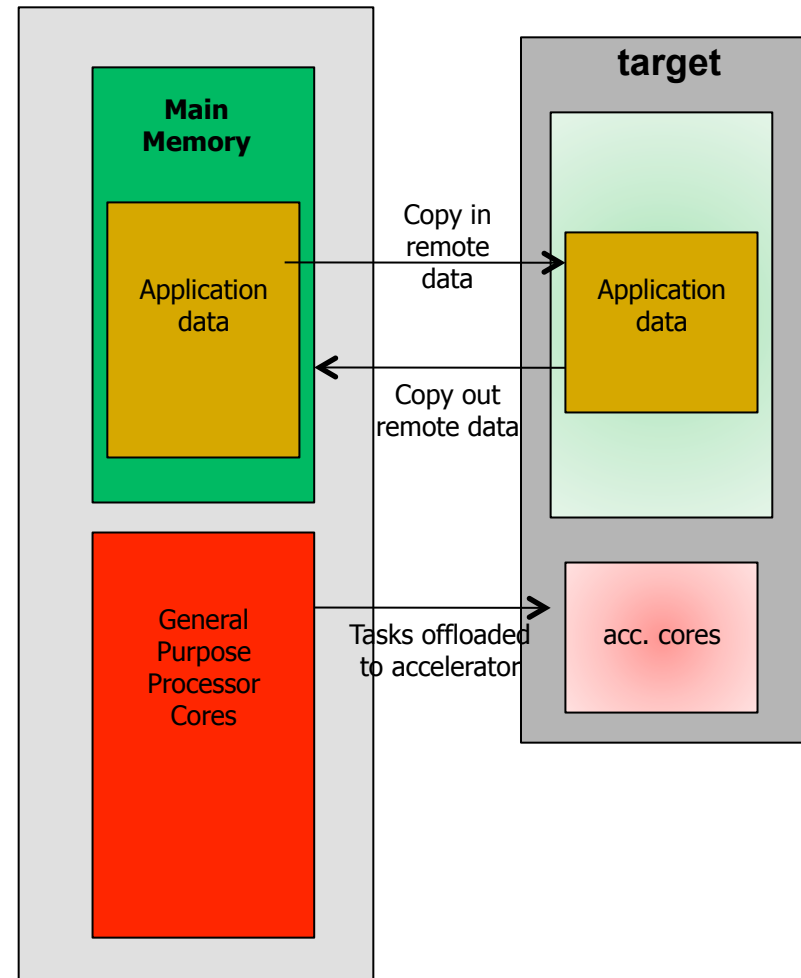 target
Main
Memory
Copy in
remote
data
Application
data
Application
data
Copy out
remote data
General
Purpose
Processor
Cores
Tasks offloaded
to accelerator
acc. cores